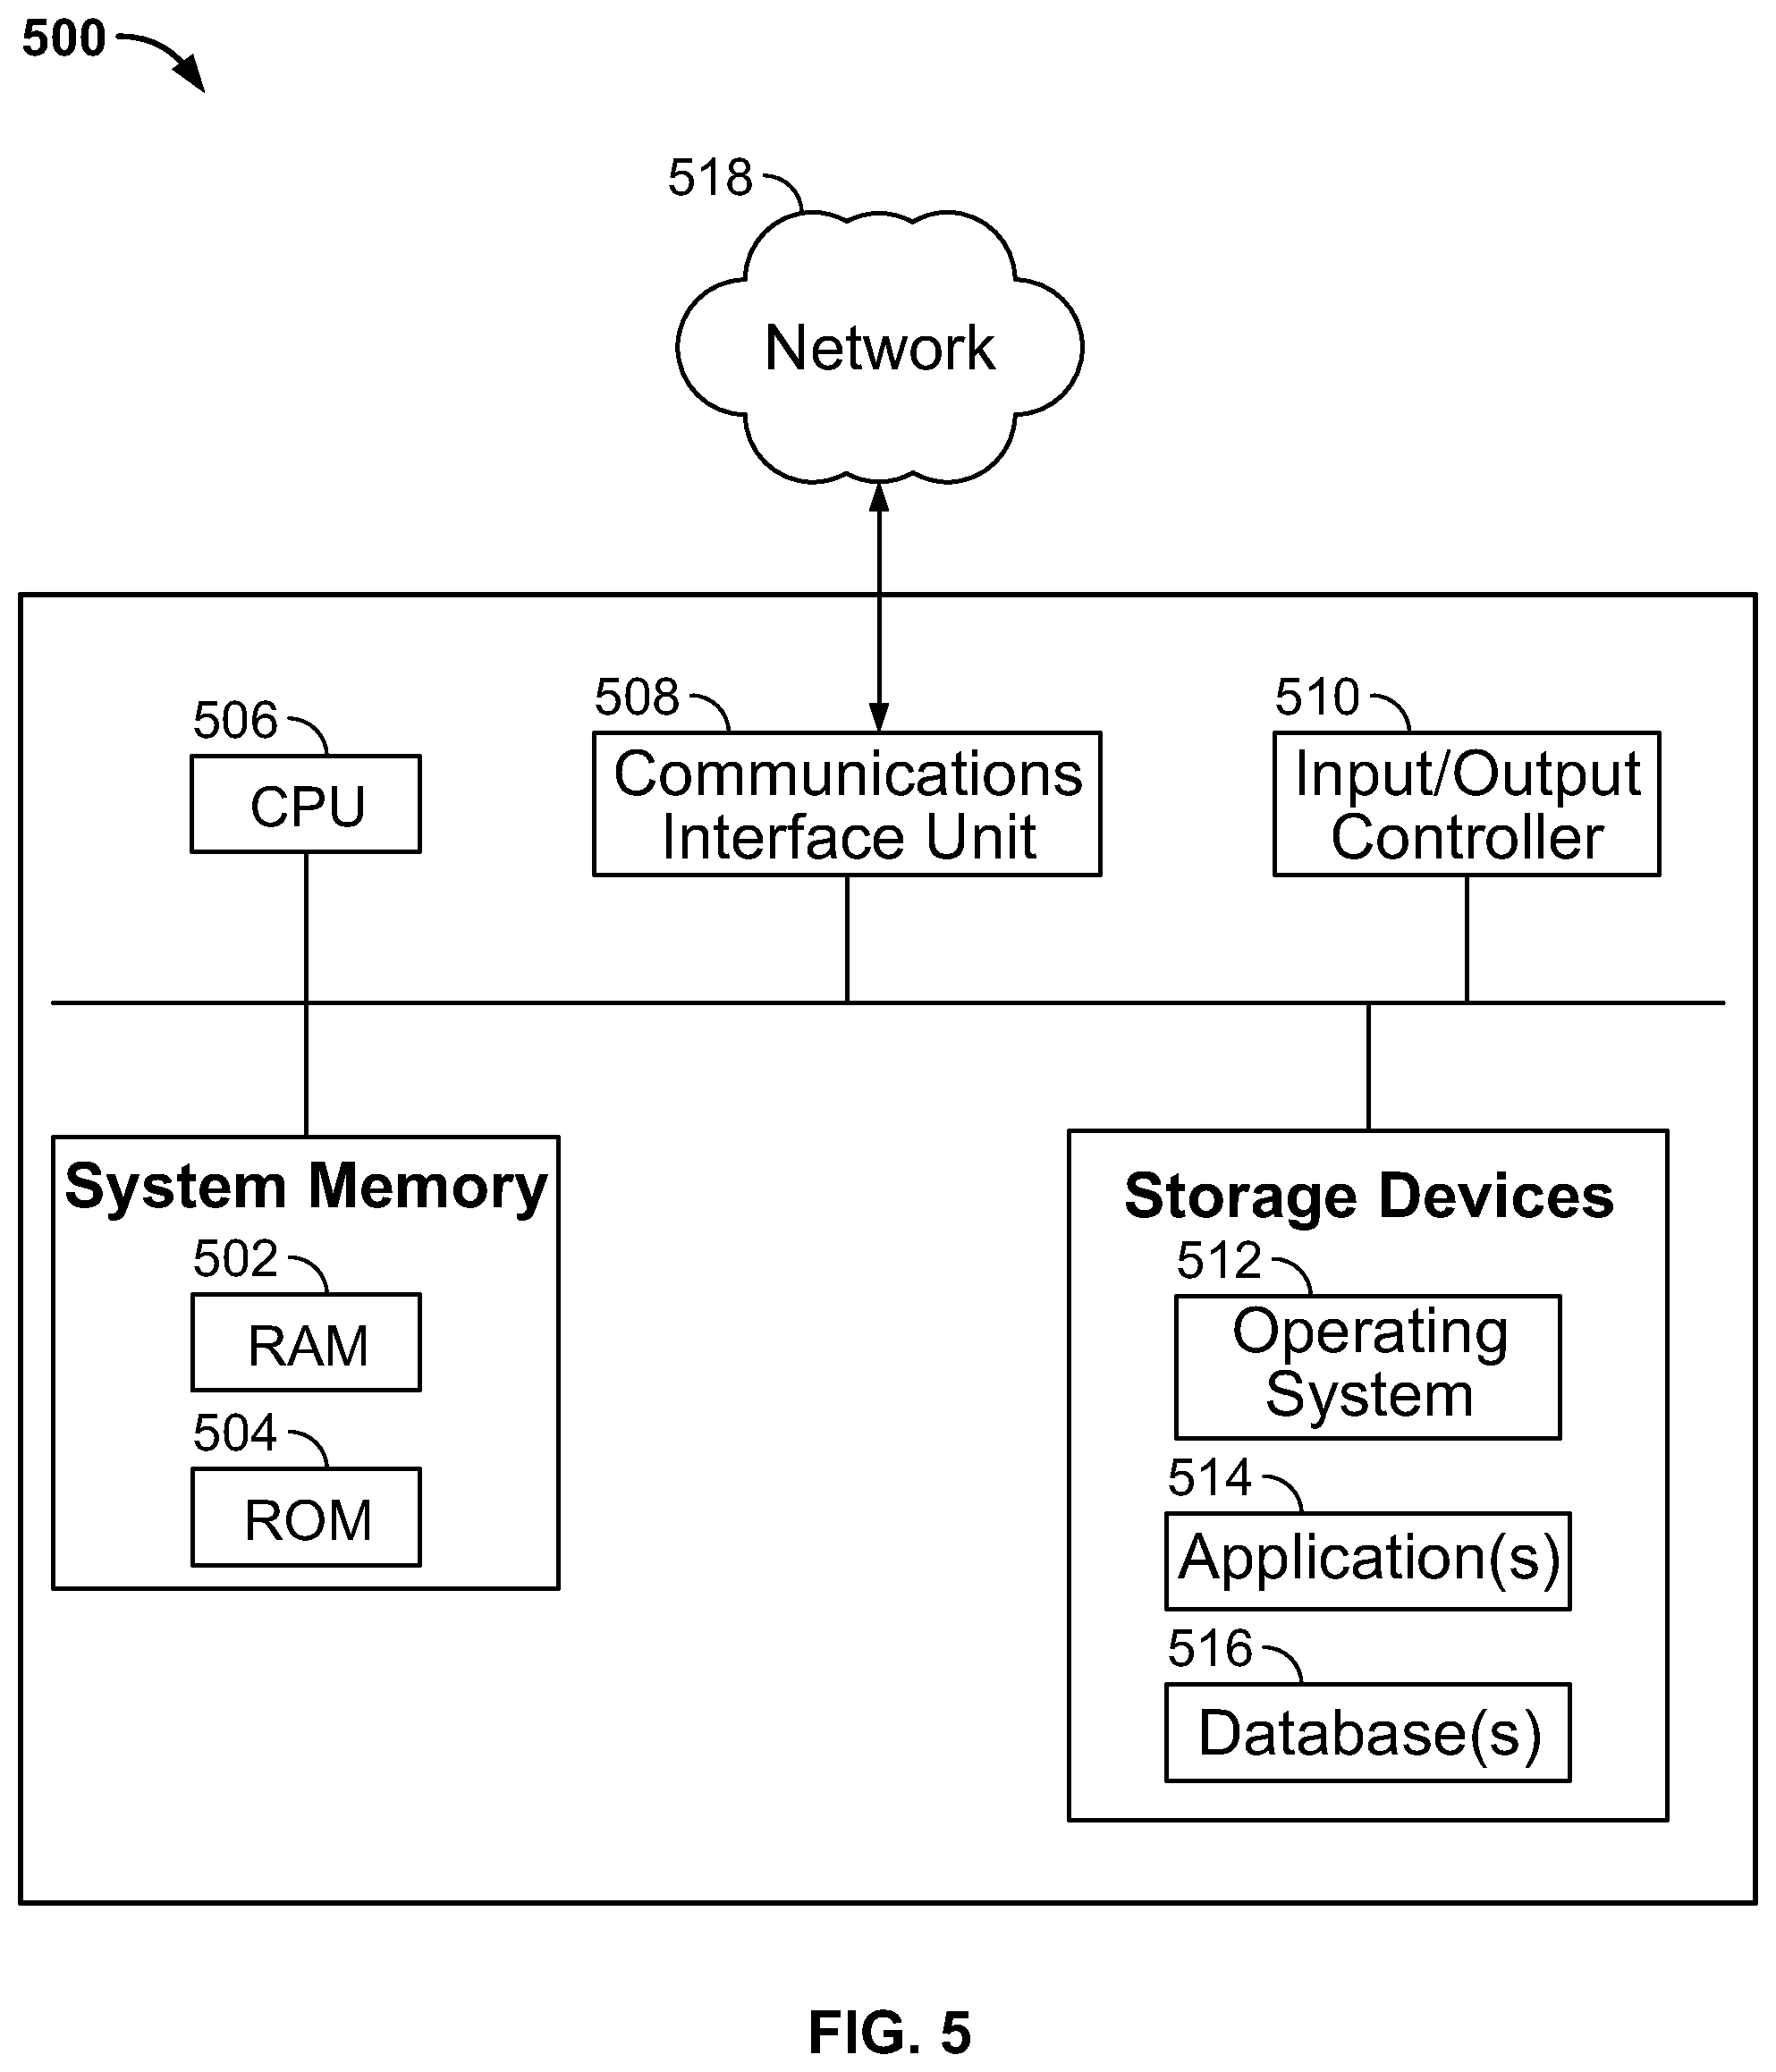 500
518
Network
506
CPU
508
Communications
Interface Unit
510
Input/Output
Controller
System Memory
502
RAM
504
ROM
Storage Devices
512
Operating
System
514
Application(s)
516
Database(s)
FIG. 5